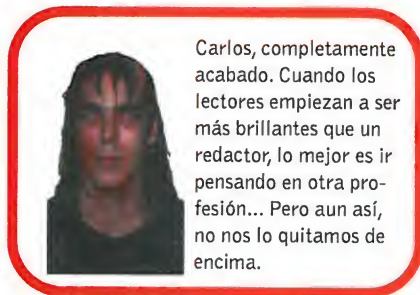 Carlos, completamente
acabado. Cuando los
lectores empiezan a ser
más brillantes que un
redactor, lo mejor es ir
pensando en otra pro-
fesión... Pero aun así,
no nos lo quitamos de
encima.